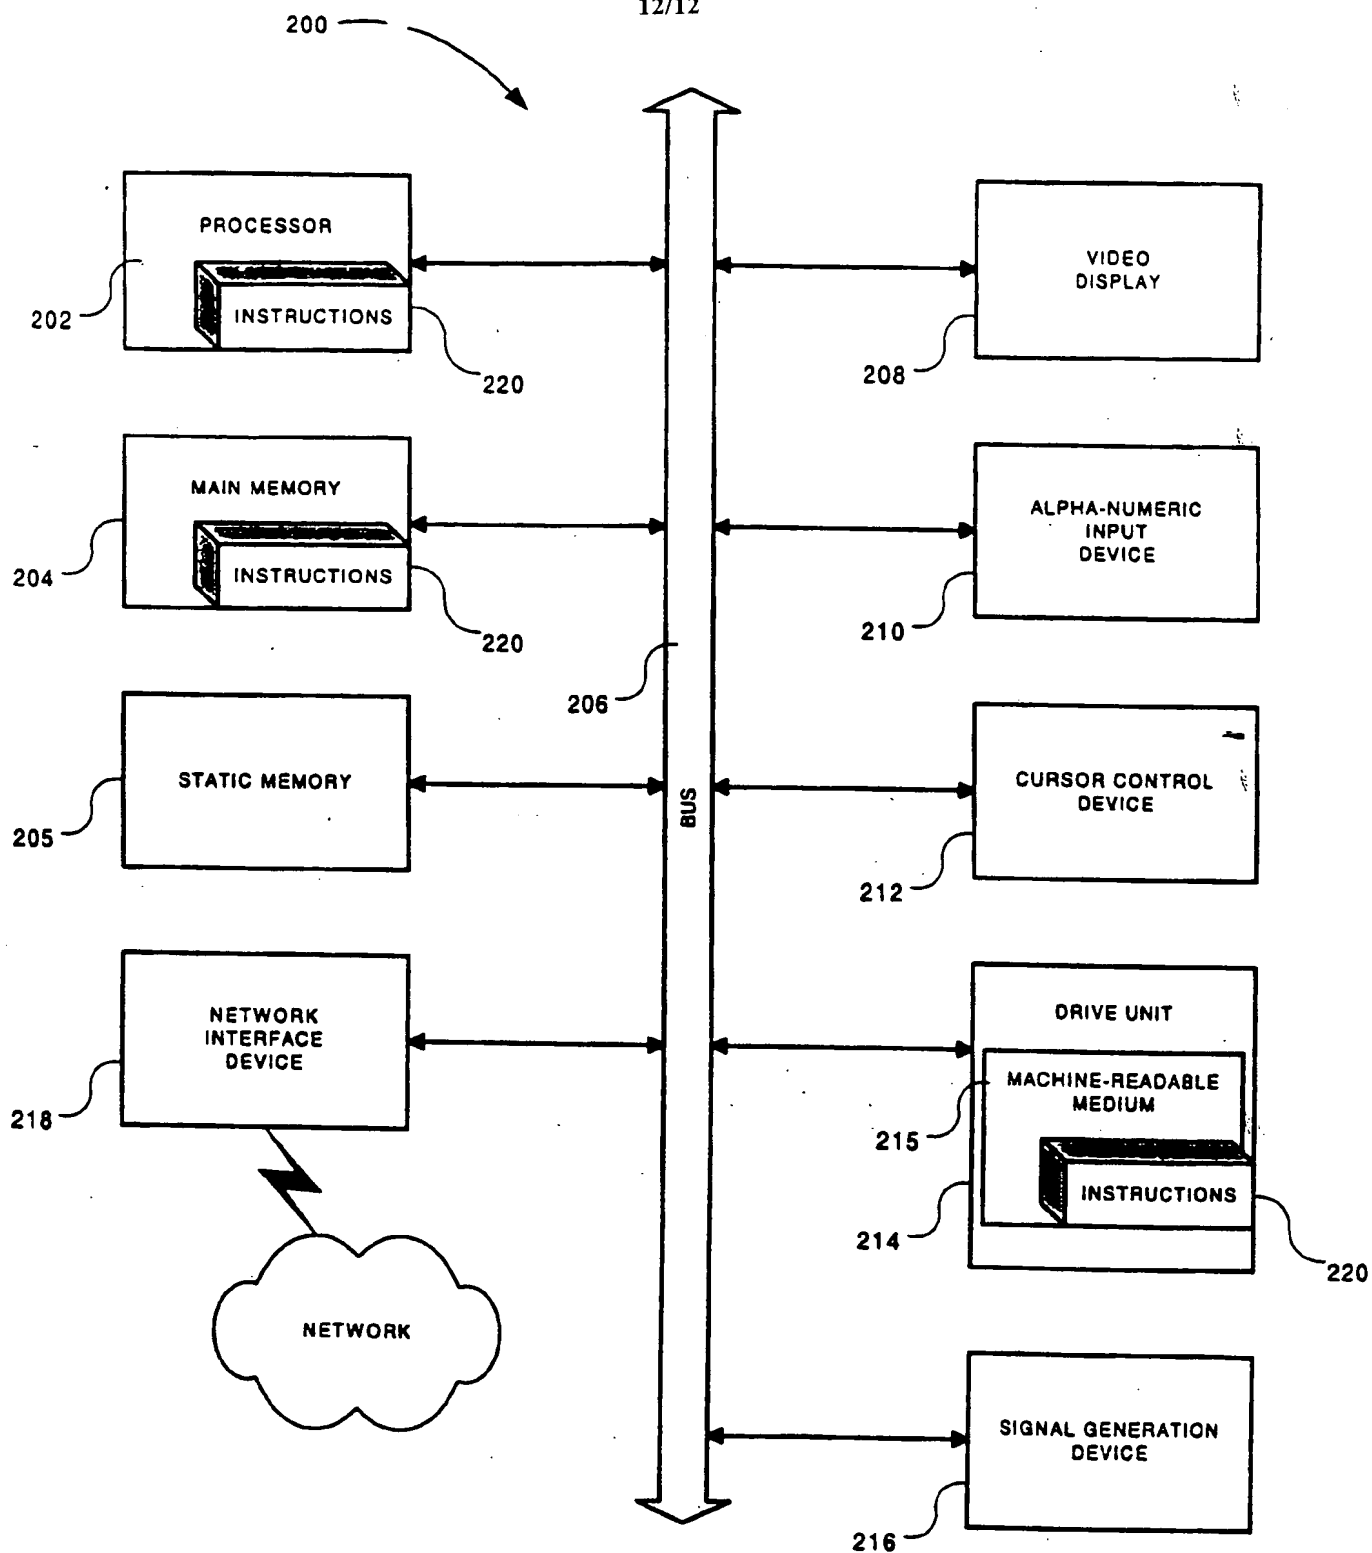 12/12
200
PROCESSOR
INSTRUCTIONS
202
220
MAIN MEMORY
INSTRUCTIONS
204
220
STATIC MEMORY
205
NETWORK
INTERFACE
DEVICE
218
NETWORK
206
BUS
VIDEO
DISPLAY
208
ALPHA-NUMERIC
INPUT
DEVICE
210
CURSOR CONTROL
DEVICE
212
DRIVE UNIT
MACHINE-READABLE
MEDIUM
215
INSTRUCTIONS
214
220
SIGNAL GENERATION
DEVICE
216